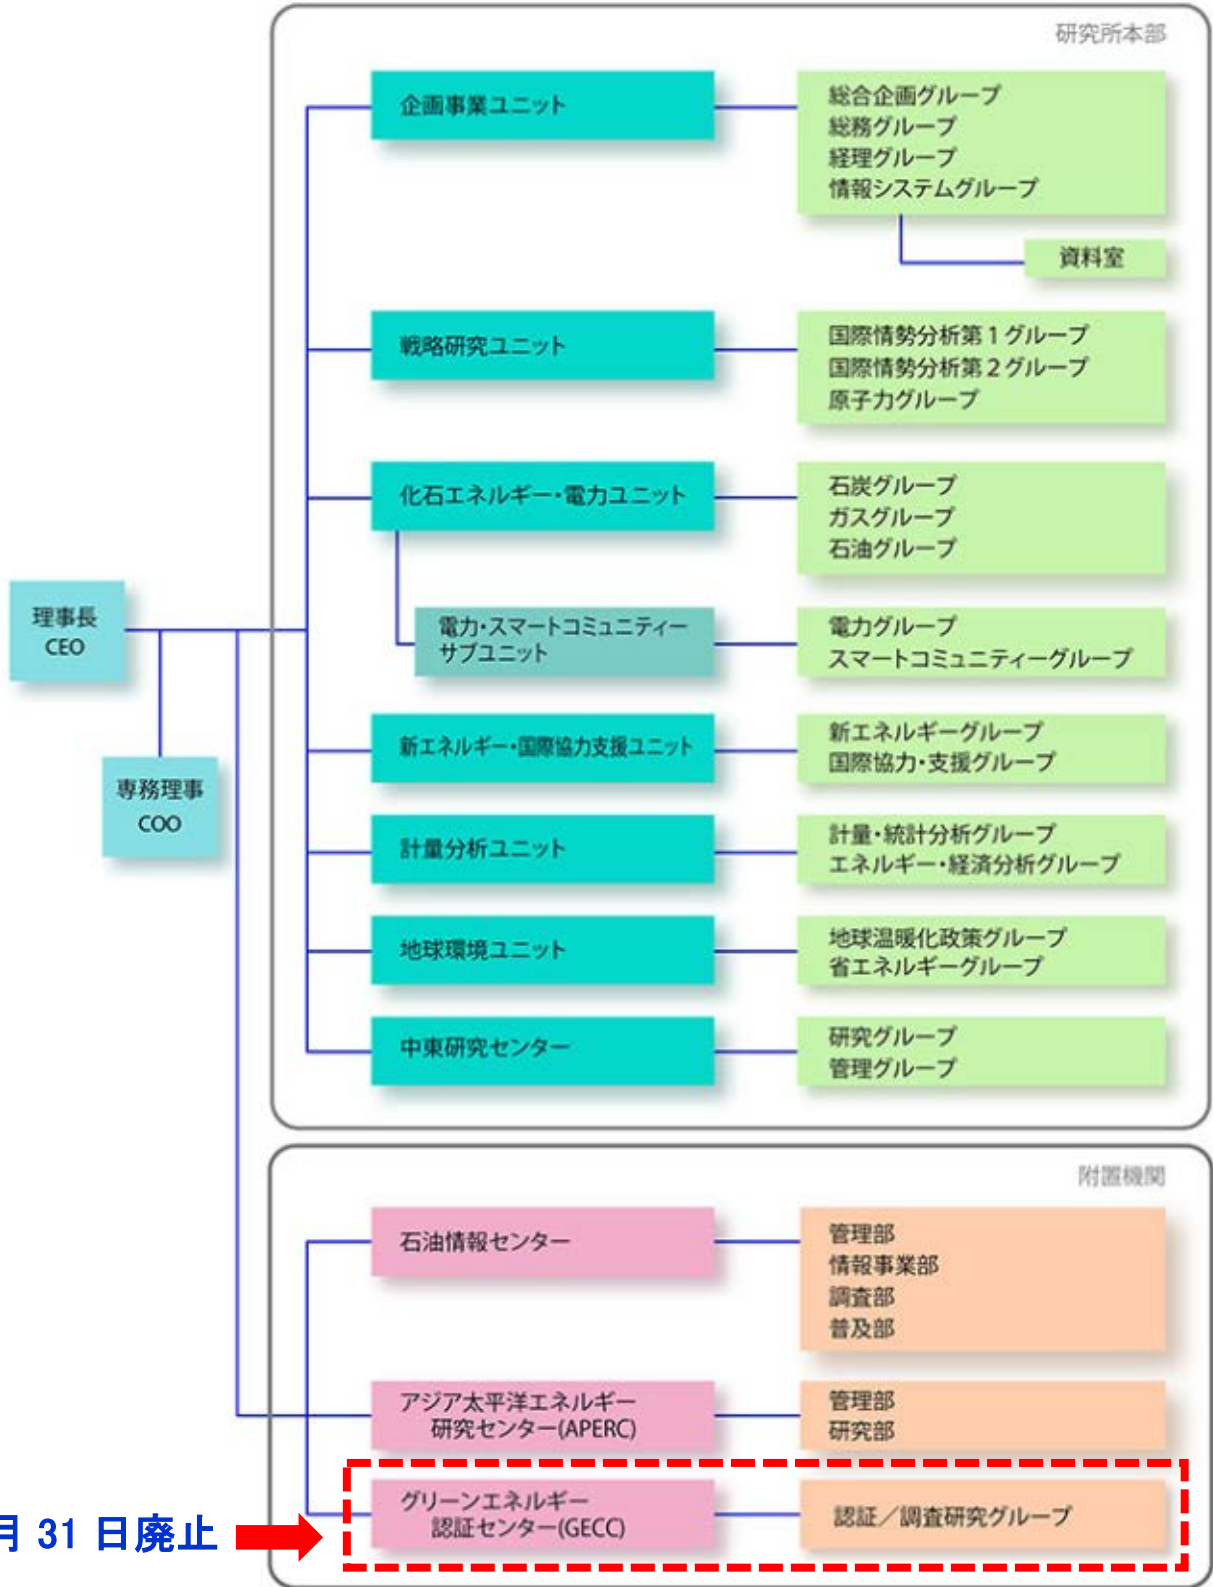 研究所本部
企画事業ユニット
総合企画グループ
総務グループ
経理グループ
情報システムグループ
資料室
戦略研究ユニット
国際情勢分析第1グループ
国際情勢分析第2グループ
原子力グループ
化石エネルギー・電力ユニット
石炭グループ
ガスグループ
石油グループ
電力・スマートコミュニティー
サブユニット
電力グループ
スマートコミュニティーグループ
理事長
CEO
専務理事
COO
新エネルギー・国際協力支援ユニット
新エネルギーグループ
国際協力・支援グループ
計量分析ユニット
計量・統計分析グループ
エネルギー・経済分析グループ
地球環境ユニット
地球温暖化政策グループ
省エネルギーグループ
中東研究センター
研究グループ
管理グループ
附置機関
石油情報センター
管理部
情報事業部
調査部
普及部
アジア太平洋エネルギー
研究センター(APERC)
管理部
研究部
グリーンエネルギー
認証センター(GECC)
認証／調査研究グループ
月 31 日廃止